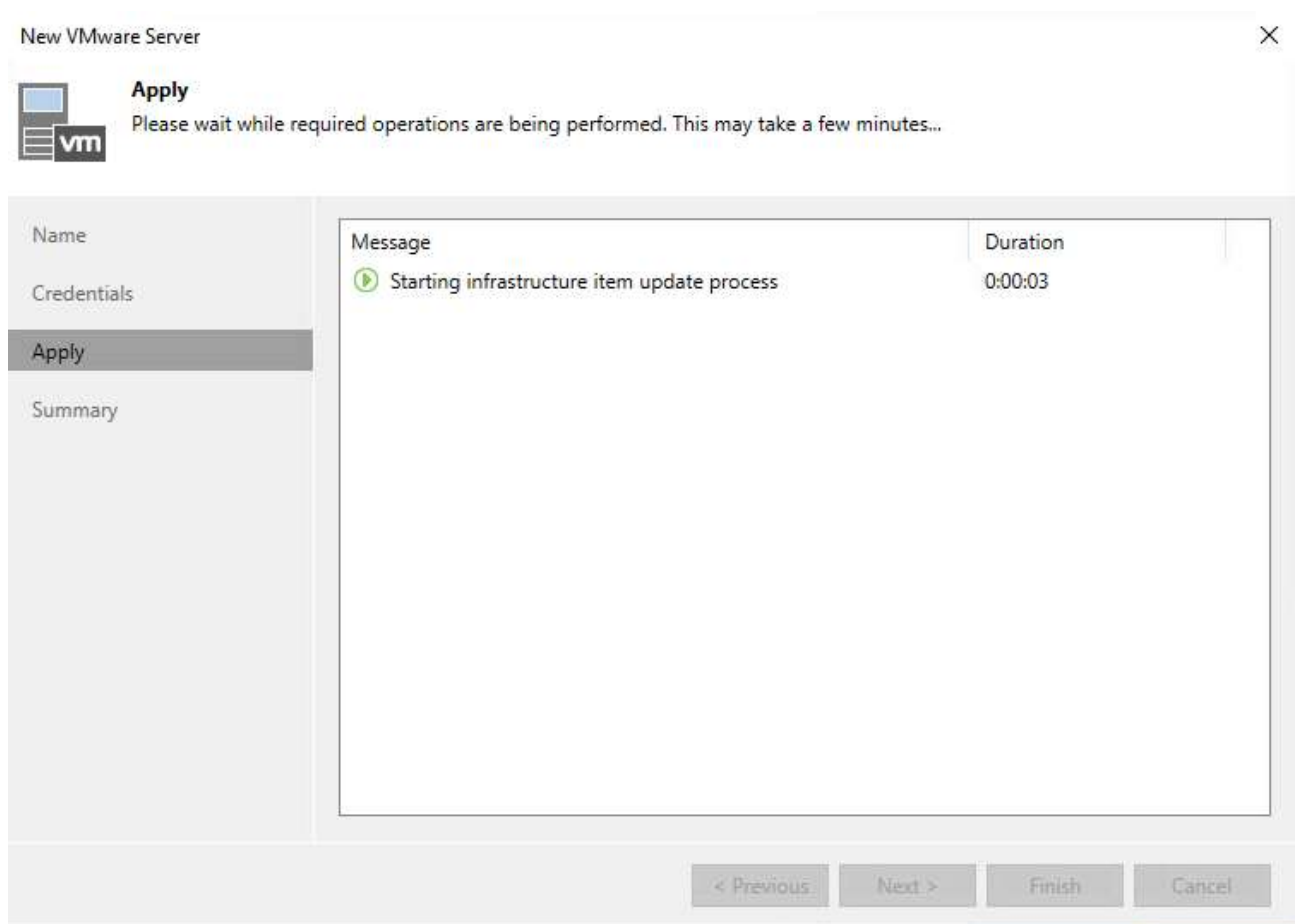 New VMware Server
Apply
Please wait while required operations are being performed. This may take a few minutes...
vm
Name
Credentials
Apply
Summary
Message Duration
Starting infrastructure item update process 0:00:03
< Previous Next > Finish Cancel